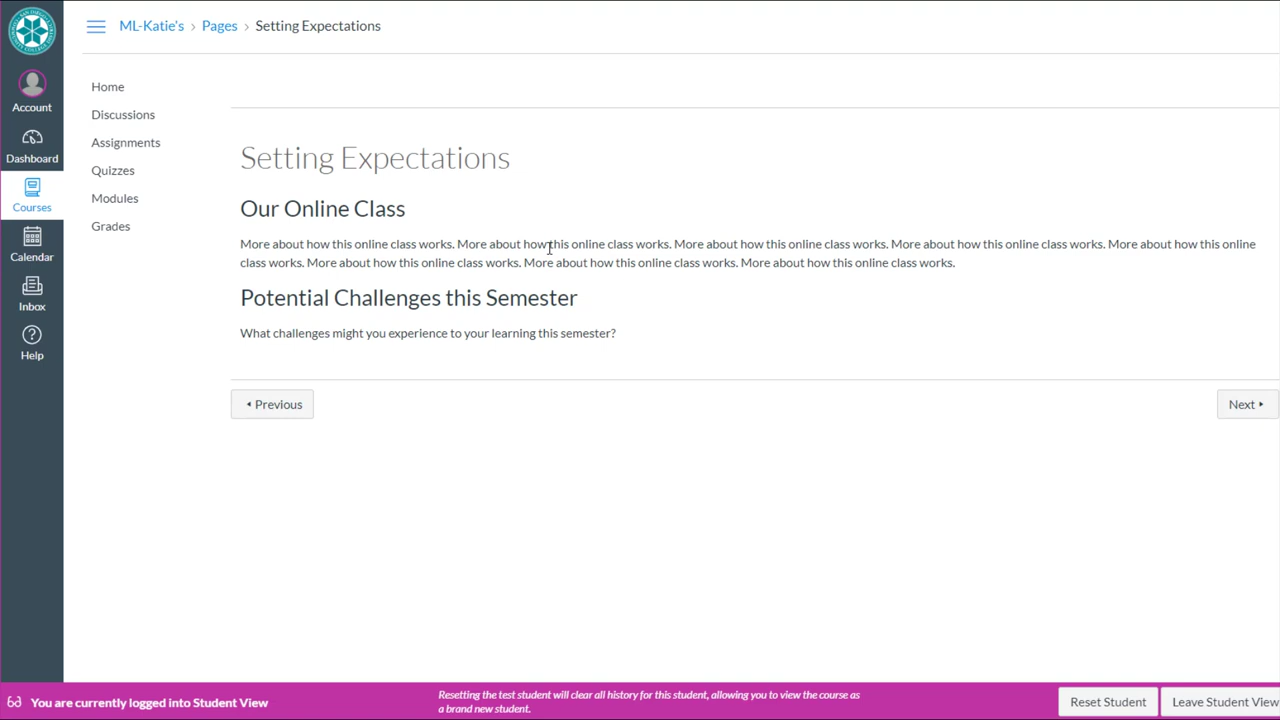 ML-Katie's › Pages › Setting Expectations
Account
Dashboard
Courses
Calendar
Inbox
Help
Home
Discussions
Assignments
Quizzes
Modules
Grades
Setting Expectations
Our Online Class
More about how this online class works. More about how this online class works. More about how this online class works. More about how this online class works. More about how this online
class works. More about how this online class works. More about how this online class works. More about how this online class works.
Potential Challenges this Semester
What challenges might you experience to your learning this semester?
Previous
Next
You are currently logged into Student View
Resetting the test student will clear all history for this student, allowing you to view the course as
a brand new student.
Reset Student
Leave Student View